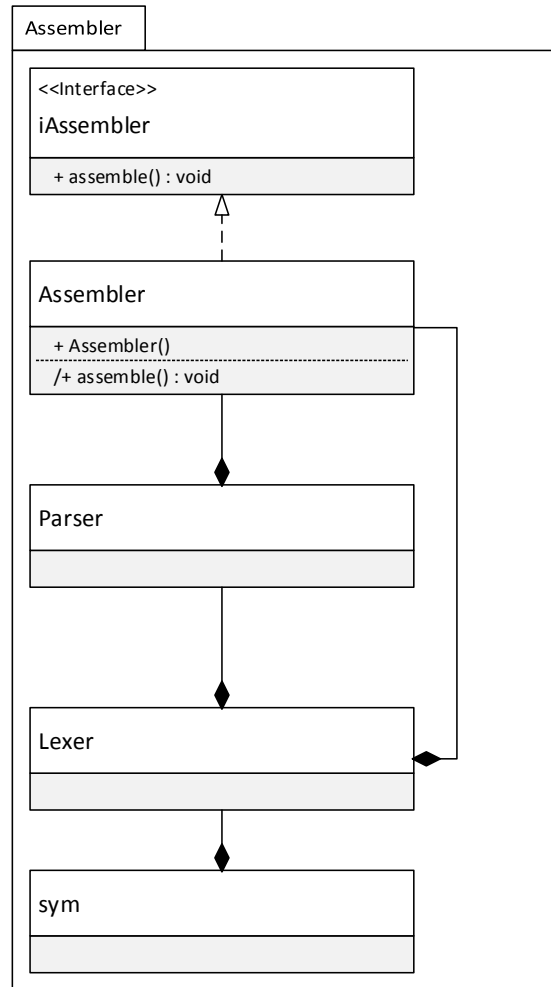 Assembler
<<Interface>>
iAssembler
+ assemble() : void
Assembler
+ Assembler()
/+ assemble() : void
Parser
Lexer
sym